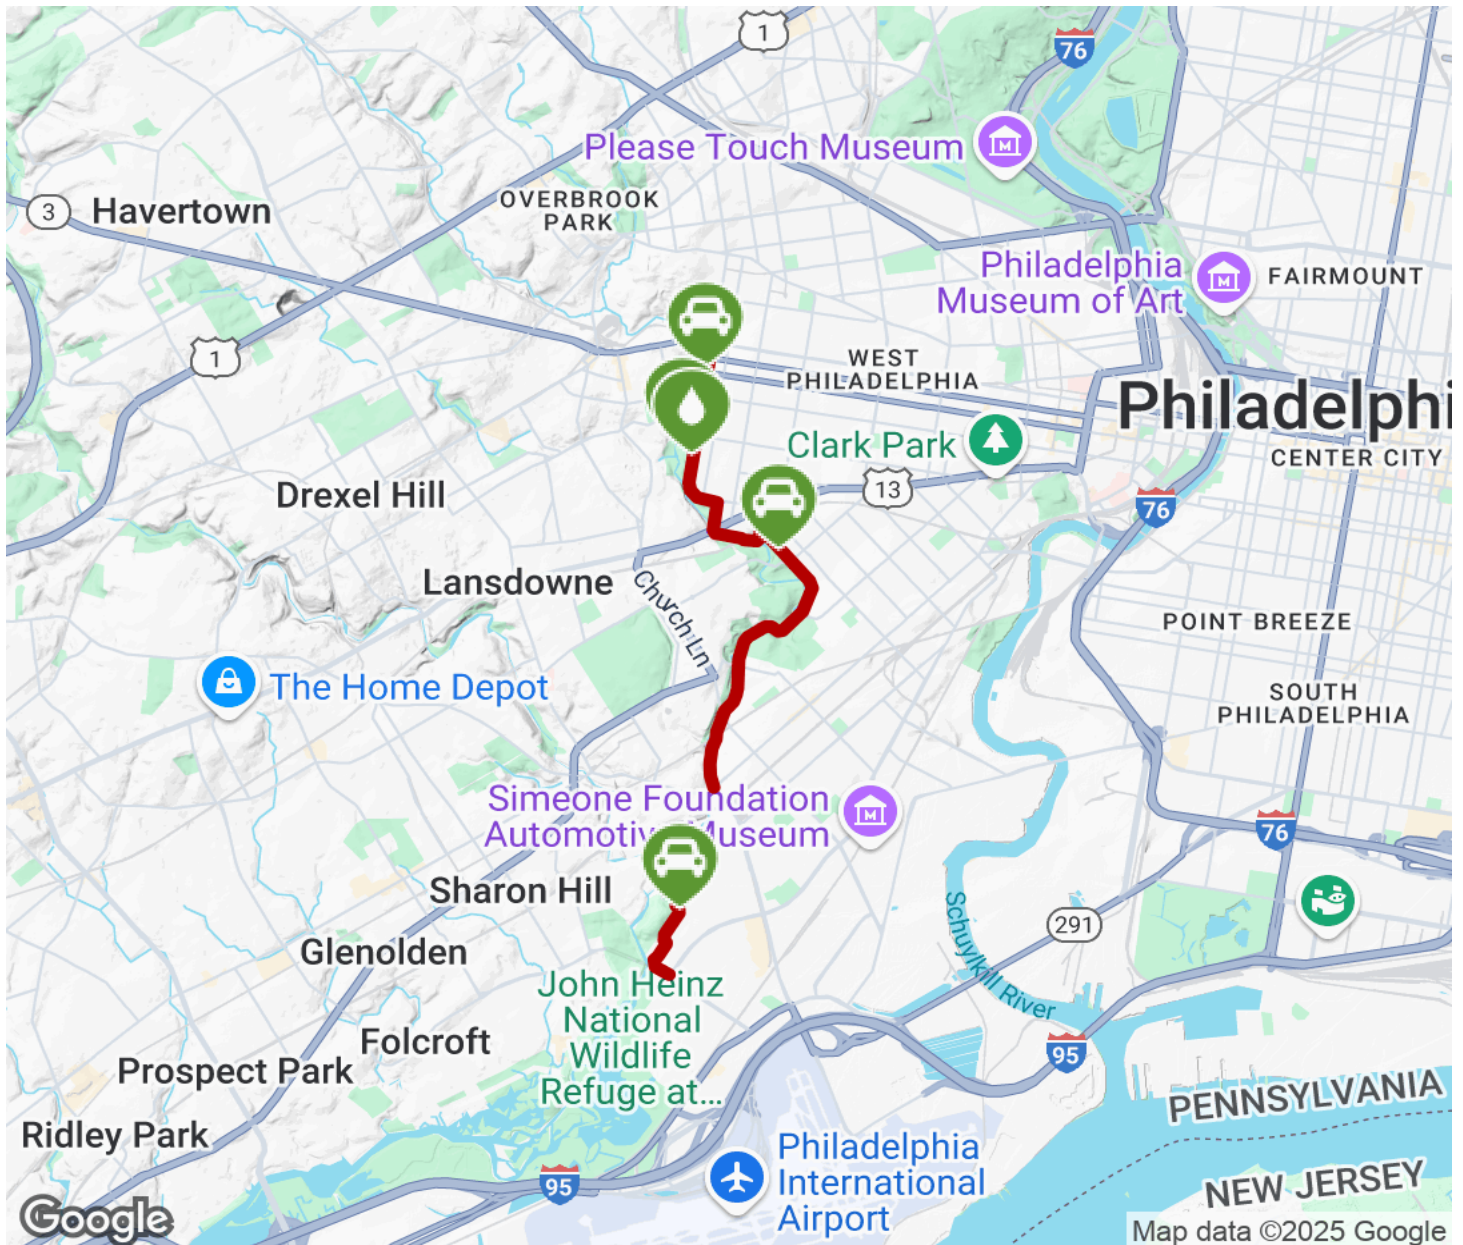 1
76
Please Touch Museum
OVERBROOK
PARK
3
Havertown
Philadelphia
Museum of Art
FAIRMOUNT
1
WEST
PHILADELPHIA
Philadelphi
Clark Park
CENTER CITY
13
Drexel Hill
76
Lansdowne
Church Ln
POINT BREEZE
The Home Depot
SOUTH
PHILADELPHIA
Simeone Foundation
Automotiv Museum
76
Sharon Hill
Schuylkill River
291
Glenolden
John Heinz
National
Wildlife
Refuge at...
Folcroft
95
Prospect Park
PENNSYLVANIA
Ridley Park
Philadelphia
International
Airport
95
NEW JERSEY
Google
Map data ©2025 Google